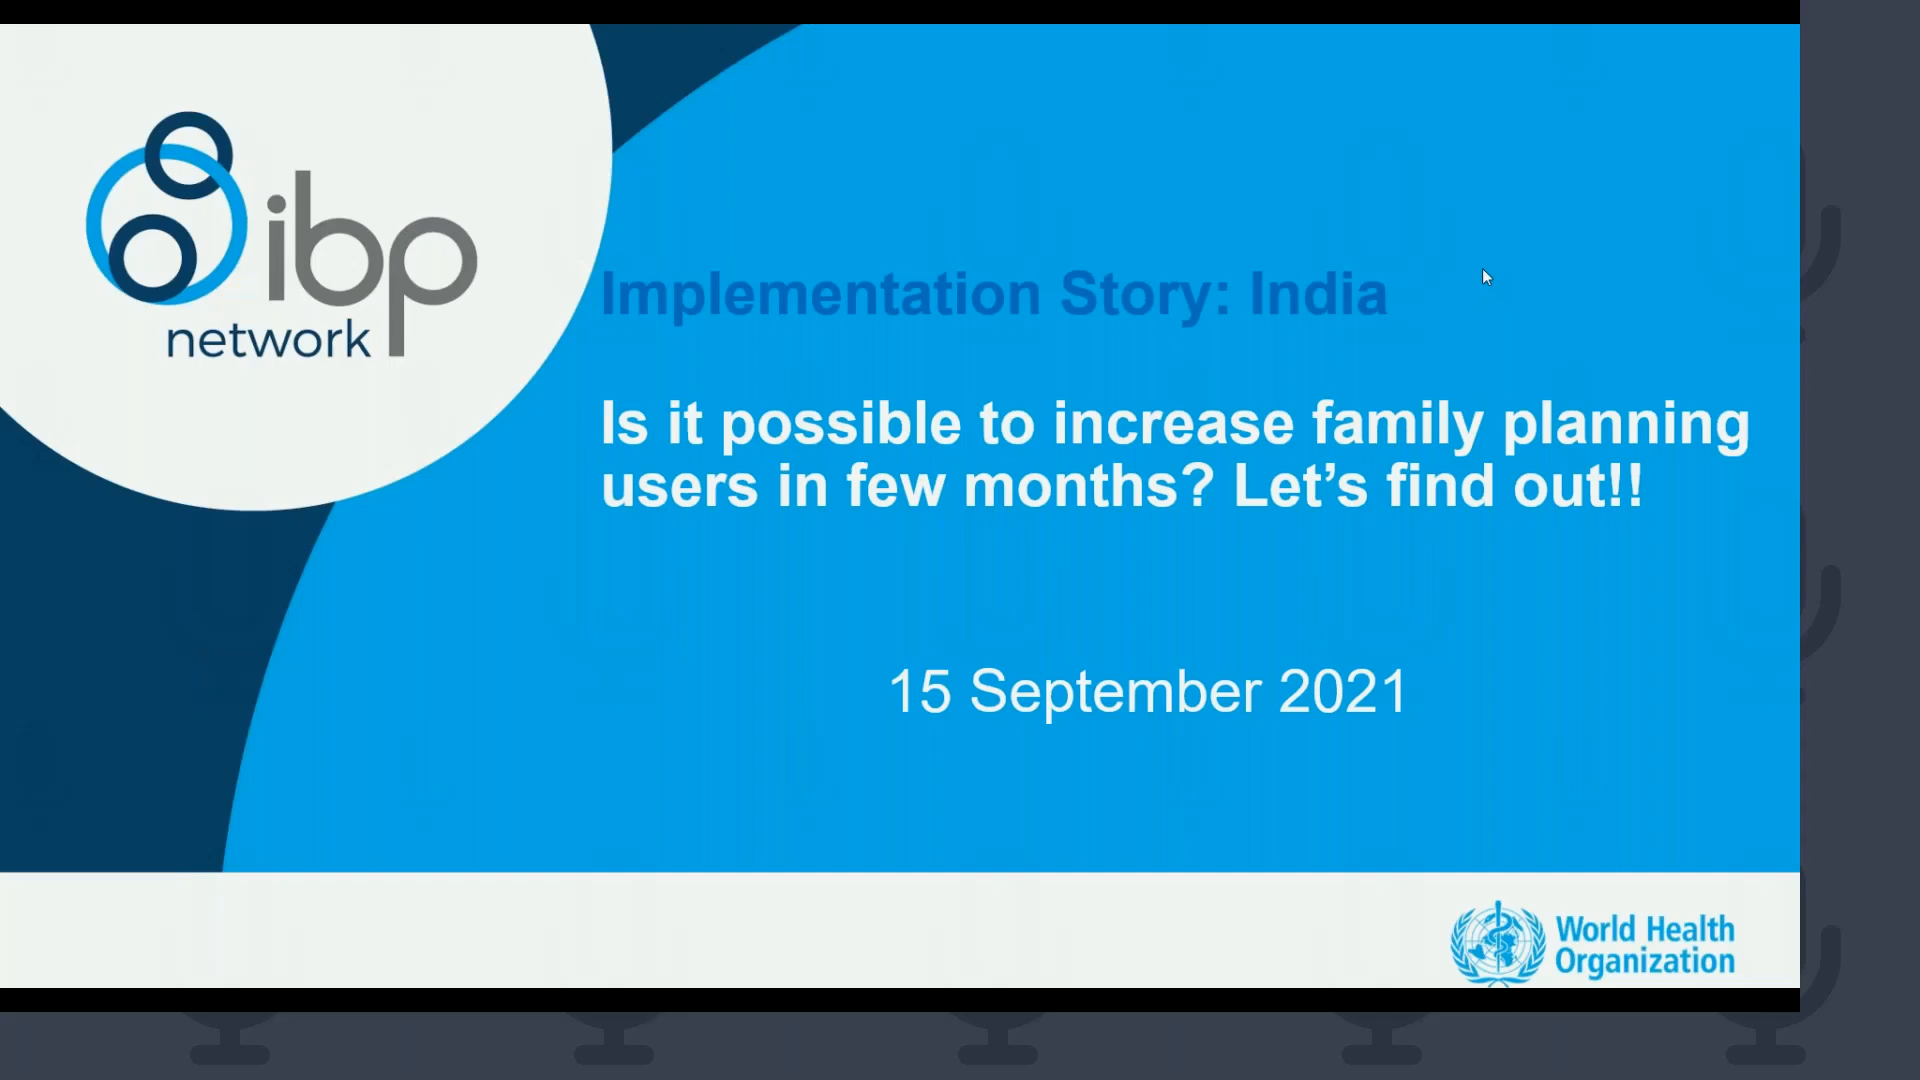 ibp
network
Implementation Story: India
Is it possible to increase family planning
users in few months? Let’s find out!!
15 September 2021
World Health
Organization